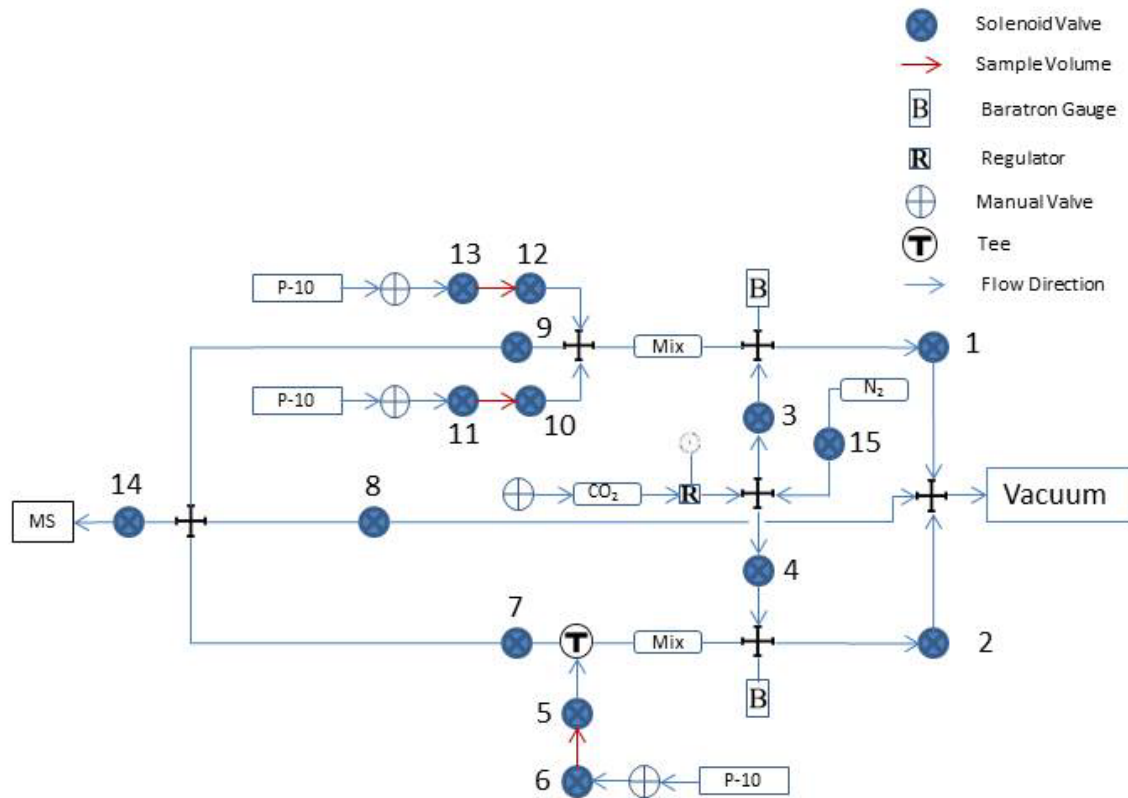 Solenoid Valve
Sample Volume
B Baratron Gauge
R Regulator
Manual Valve
T Tee
Flow Direction
13 12
P-10
B
9
Mix
1
N₂
P-10
3
11 10
15
14
8
CO₂
R
Vacuum
MS
4
7
T
Mix
2
B
5
6
P-10